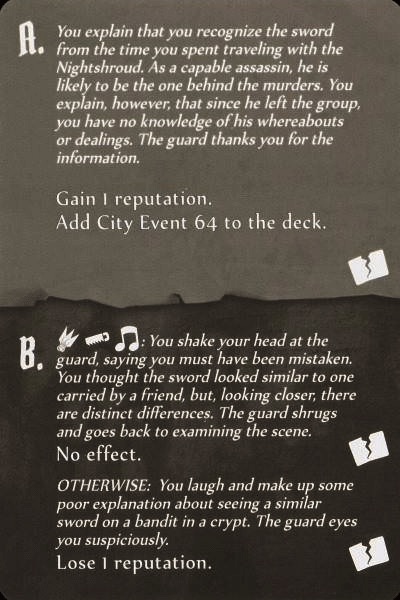 A.
You explain that you recognize the sword
from the time you spent traveling with the
Nightshroud. As a capable assassin, he is
likely to be the one behind the murders. You
explain, however, that since he left the group,
you have no knowledge of his whereabouts
or dealings. The guard thanks you for the
information.
Gain 1 reputation.
Add City Event 64 to the deck.
B.
: You shake your head at the
guard, saying you must have been mistaken.
You thought the sword looked similar to one
carried by a friend, but, looking closer, there
are distinct differences. The guard shrugs
and goes back to examining the scene.
No effect.
OTHERWISE: You laugh and make up some
poor explanation about seeing a similar
sword on a bandit in a crypt. The guard eyes
you suspiciously.
Lose 1 reputation.